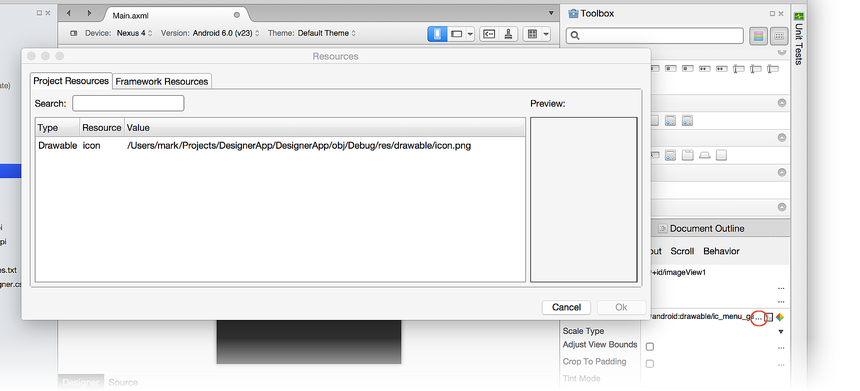 Main.axml
Toolbox
Device: Nexus 4 Version: Android 6.0 (v23) Theme: Default Theme
Unit Tests
Resources
Project Resources Framework Resources
Search: Preview:
Type Resource Value
Drawable icon /Users/mark/Projects/DesignerApp/DesignerApp/obj/Debug/res/drawable/icon.png
Cancel Ok
Document Outline
out Scroll Behavior
+id/imageView1
...
...
android:drawable/ic_menu_ga ...
Scale Type
Adjust View Bounds ...
Crop To Padding ...
Tint Mode
Designer Source
ate)
i
pi
es.txt
gner.cs